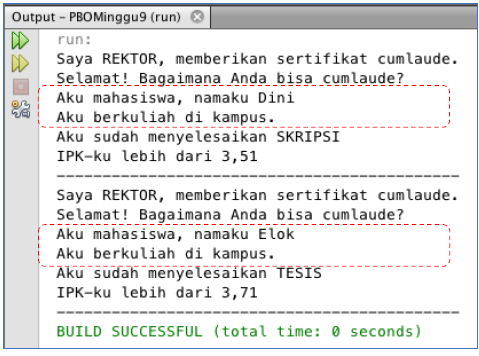 Output – PBOMinggu9 (run)
run:
Saya REKTOR, memberikan sertifikat cumlaude.
Selamat! Bagaimana Anda bisa cumlaude?
Aku mahasiswa, namaku Dini
Aku berkuliah di kampus.
Aku sudah menyelesaikan SKRIPSI
IPK-ku lebih dari 3,51
---------------------------------------------
Saya REKTOR, memberikan sertifikat cumlaude.
Selamat! Bagaimana Anda bisa cumlaude?
Aku mahasiswa, namaku Elok
Aku berkuliah di kampus.
Aku sudah menyelesaikan TESIS
IPK-ku lebih dari 3,71
---------------------------------------------
BUILD SUCCESSFUL (total time: 0 seconds)